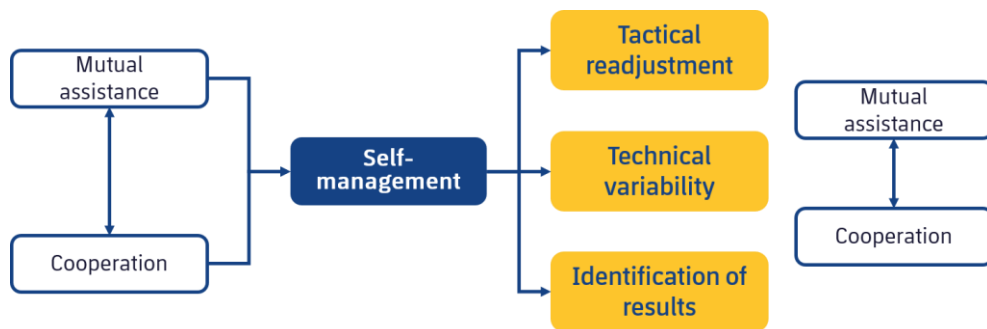 Mutual
assistance
Cooperation
Self-
management
Tactical
readjustment
Technical
variability
Identification of
results
Mutual
assistance
Cooperation